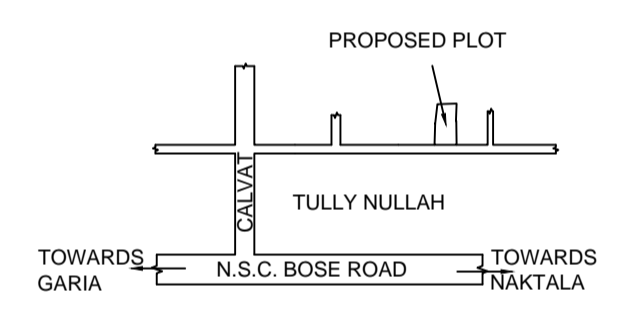 PROPOSED PLOT
CALVAT
TULLY NULLAH
TOWARDS
GARIA
N.S.C. BOSE ROAD
TOWARDS
NAKTALA